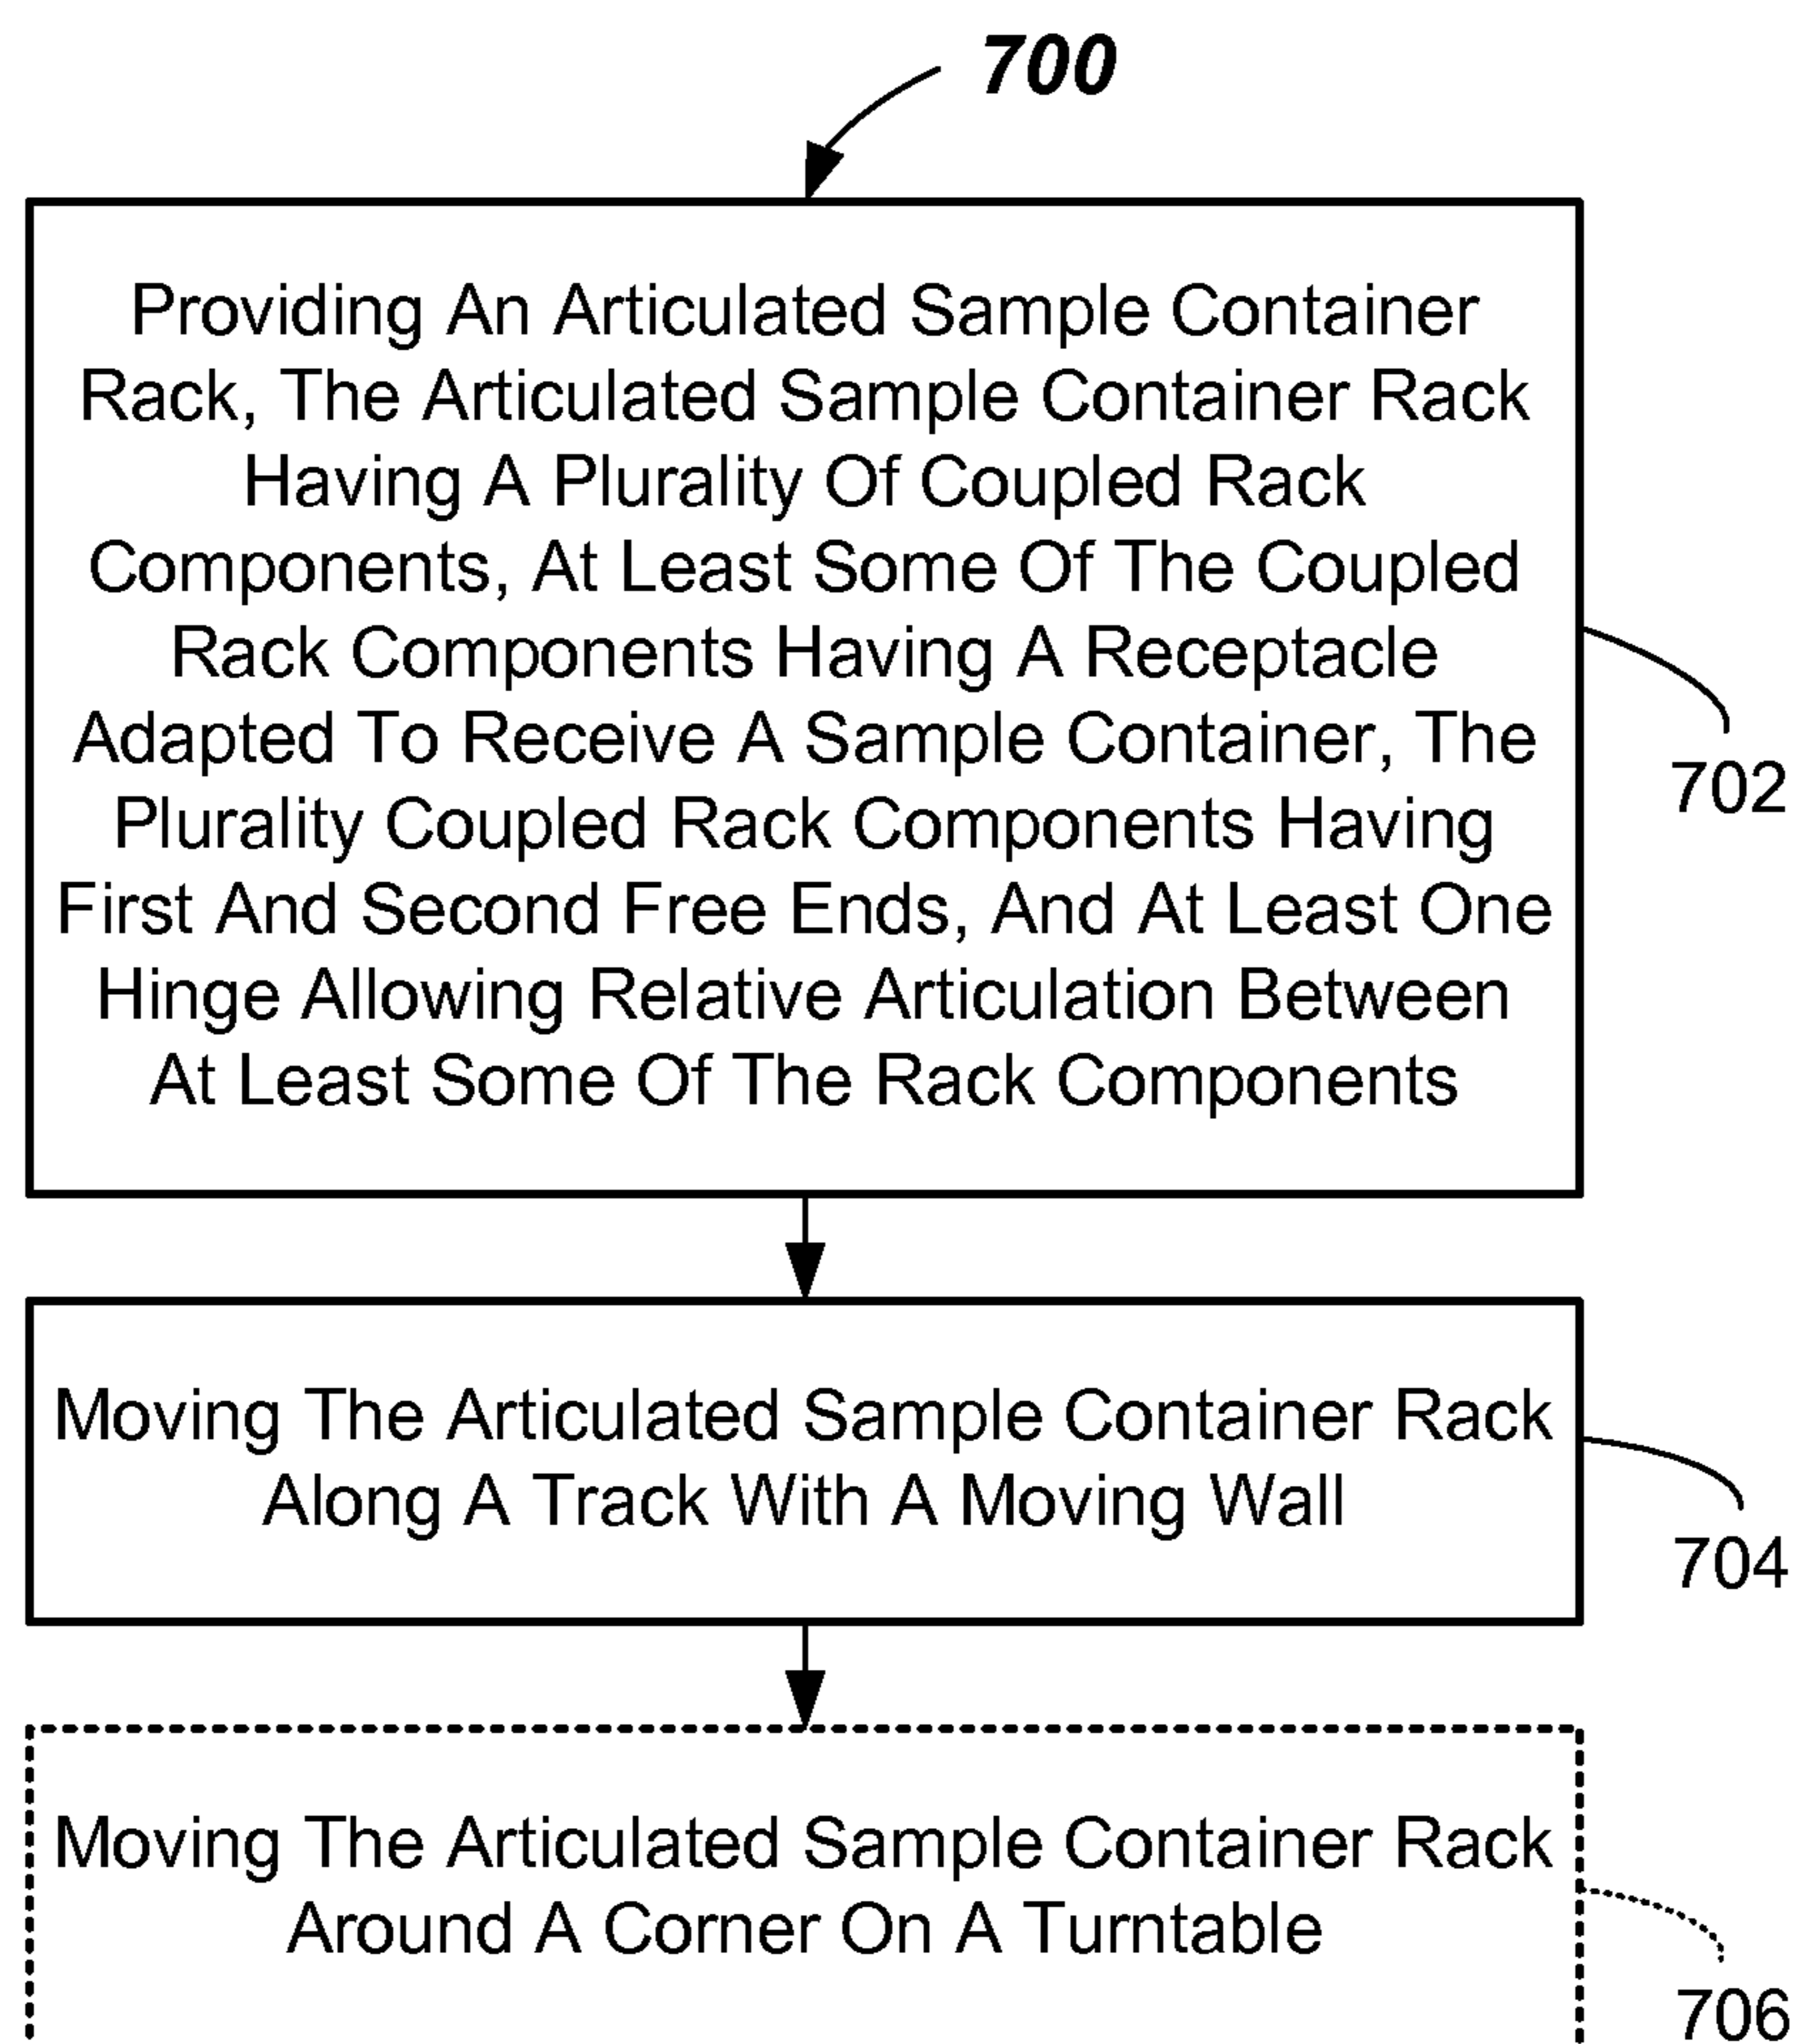 700
Providing An Articulated Sample Container
Rack, The Articulated Sample Container Rack
Having A Plurality Of Coupled Rack
Components, At Least Some Of The Coupled
Rack Components Having A Receptacle
Adapted To Receive A Sample Container, The
Plurality Coupled Rack Components Having
First And Second Free Ends, And At Least One
Hinge Allowing Relative Articulation Between
At Least Some Of The Rack Components
702
Moving The Articulated Sample Container Rack
Along A Track With A Moving Wall
704
Moving The Articulated Sample Container Rack
Around A Corner On A Turntable
706